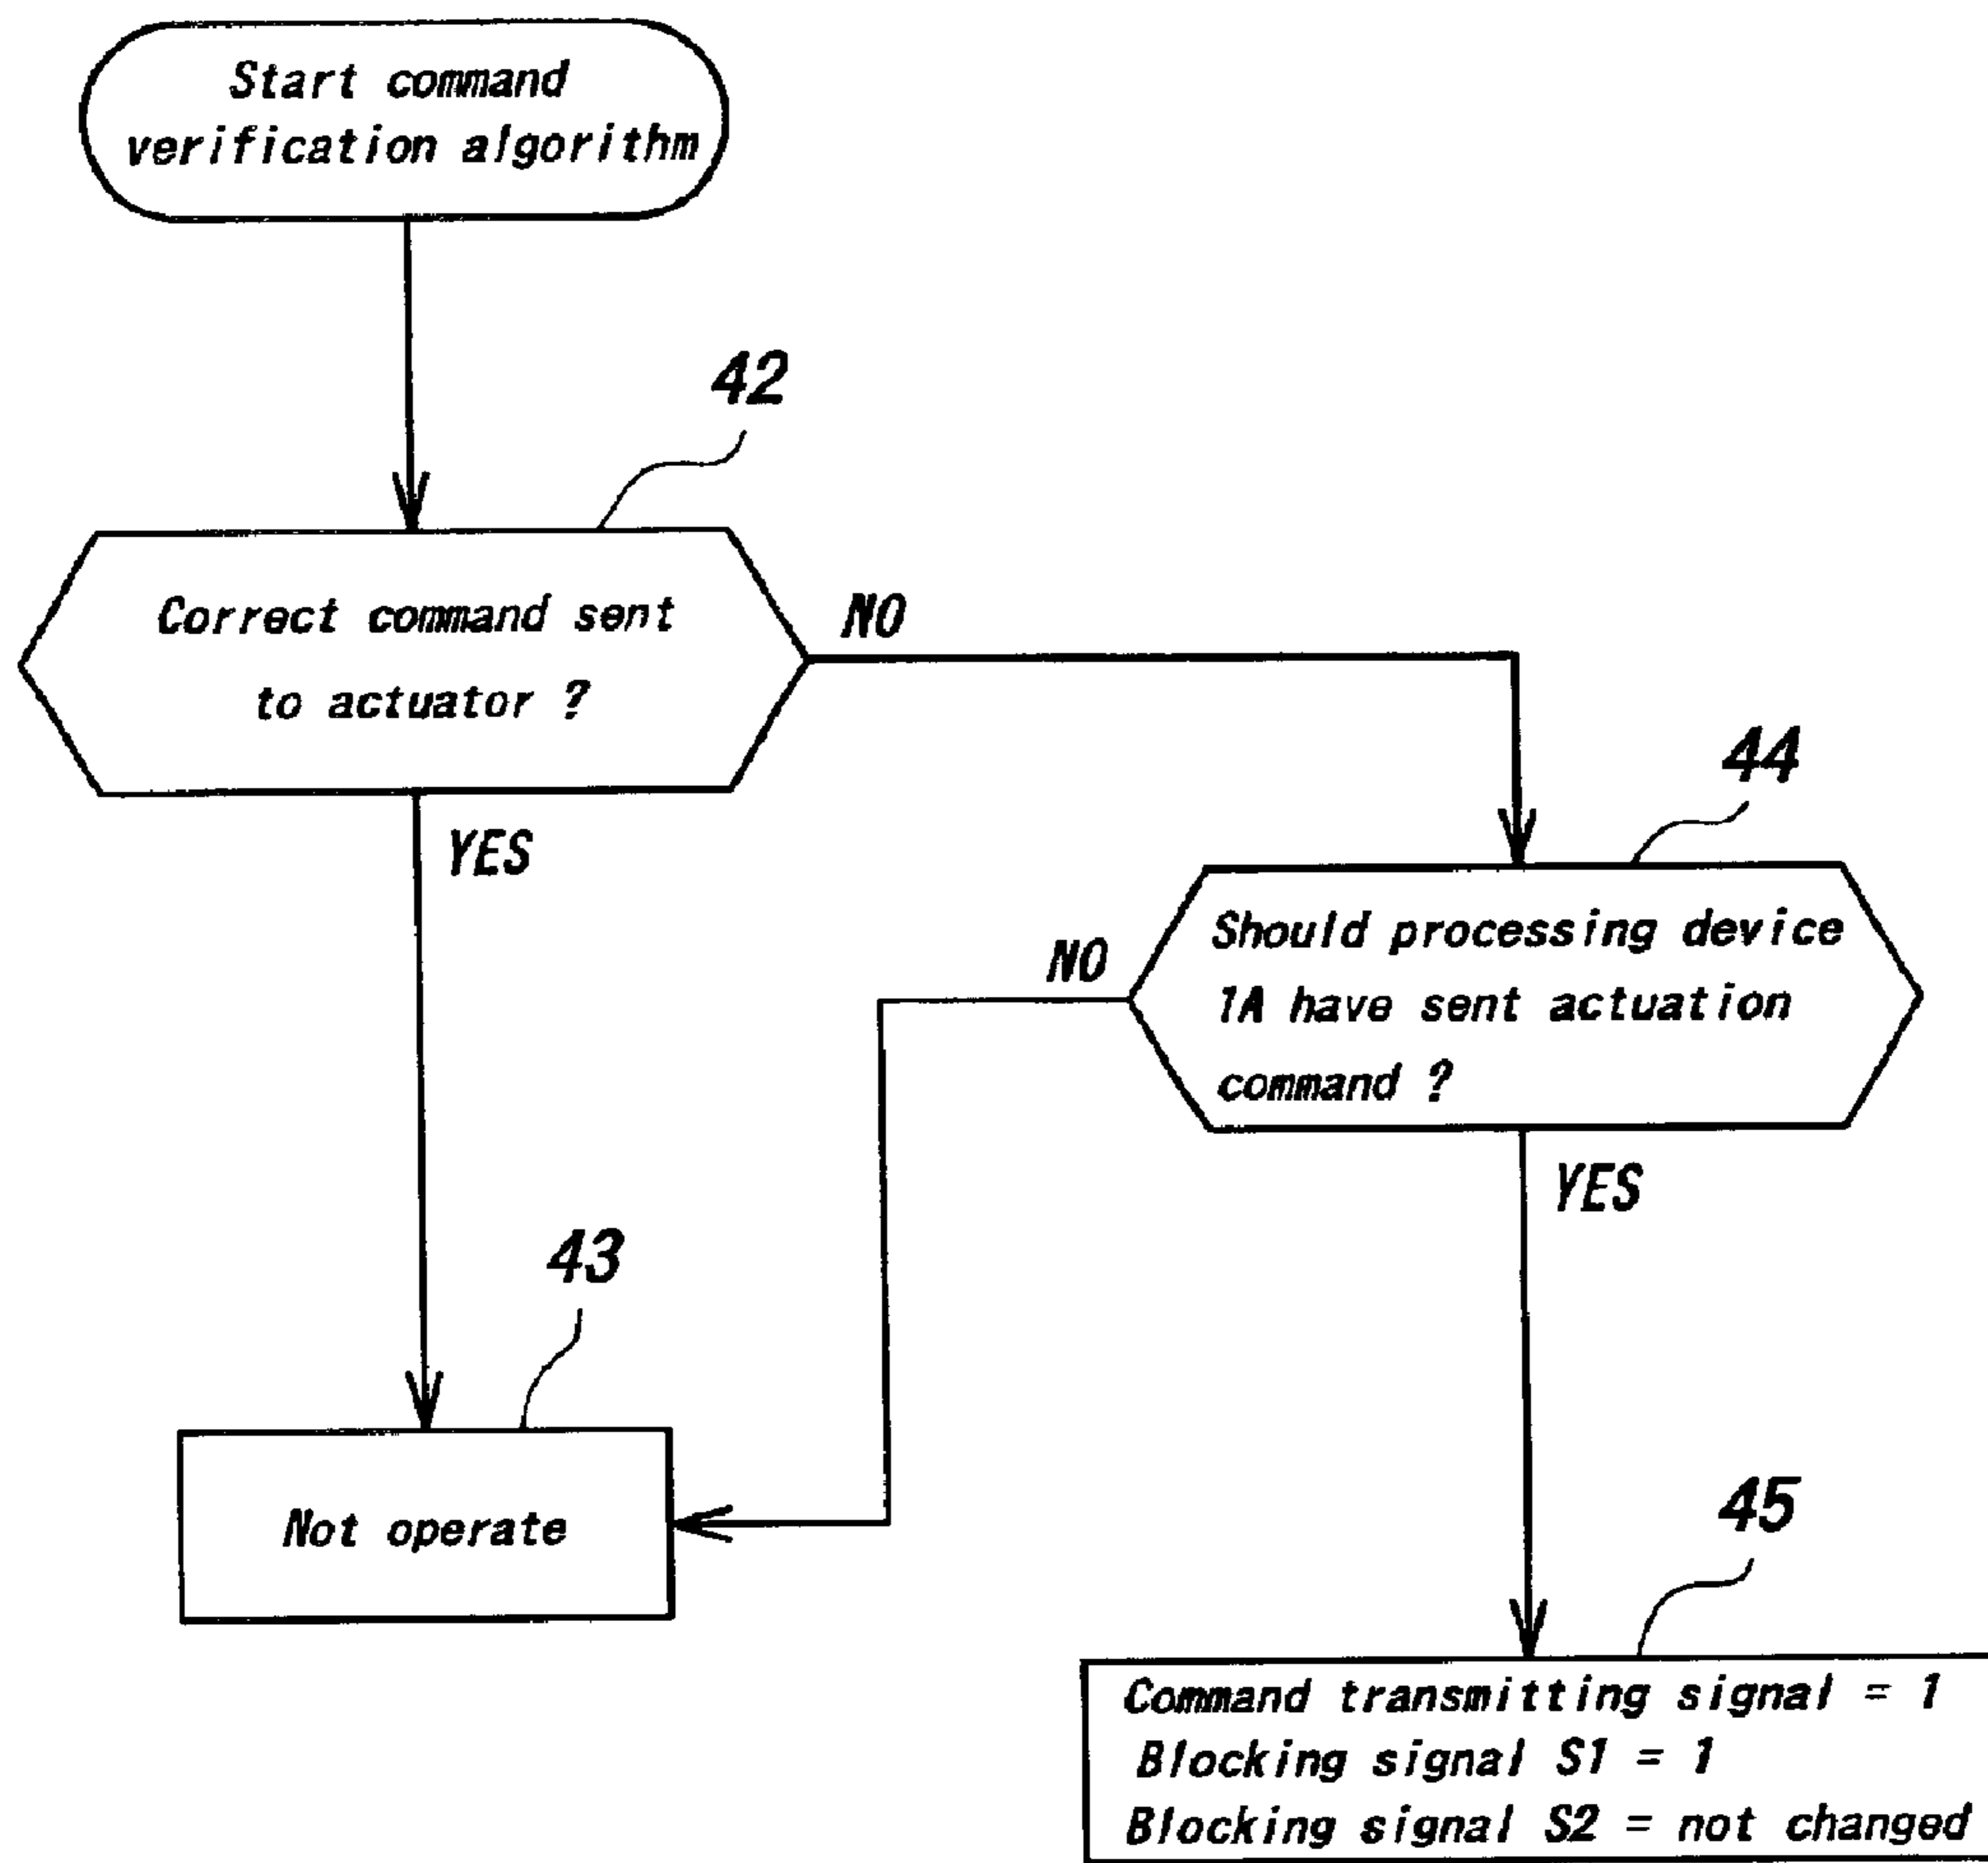 Start command
verification algorithm
42
Correct command sent
to actuator ?
NO
YES
44
Should processing device
1A have sent actuation
command ?
NO
YES
43
Not operate
45
Command transmitting signal = 1
Blocking signal S1 = 1
Blocking signal S2 = not changed